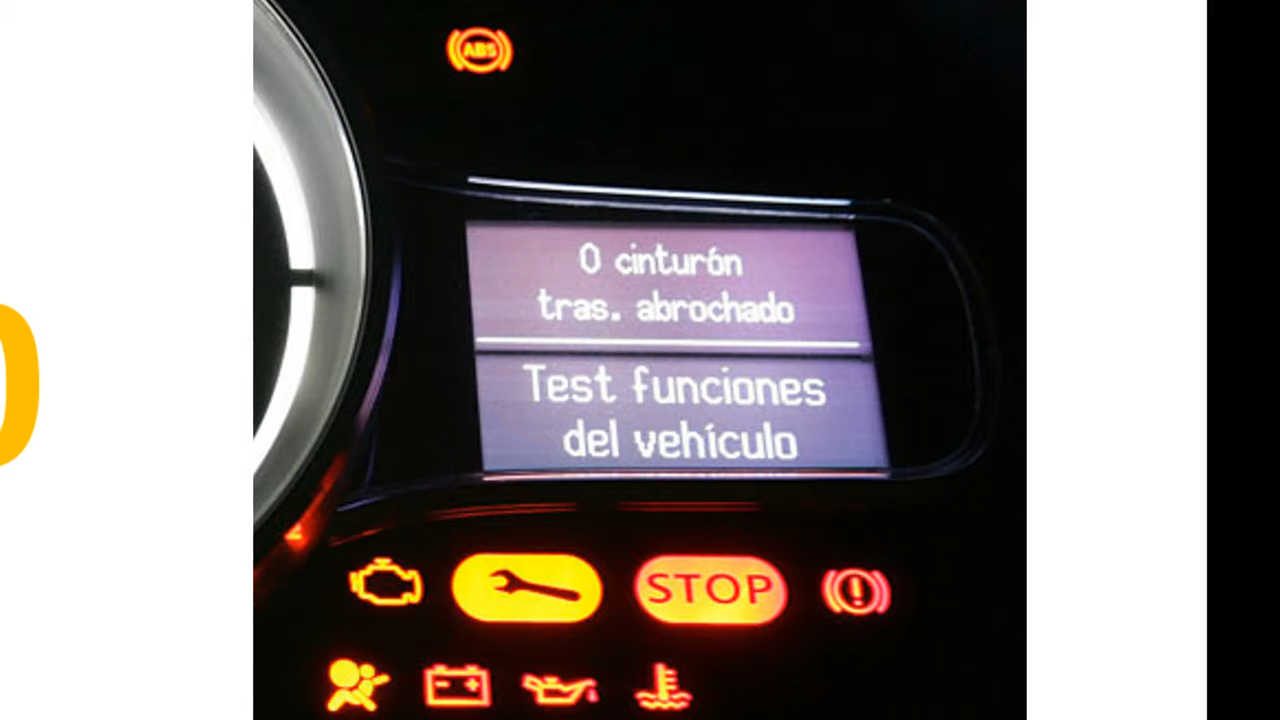 ABS
0 cinturón
tras. abrochado
Test funciones
del vehículo
STOP